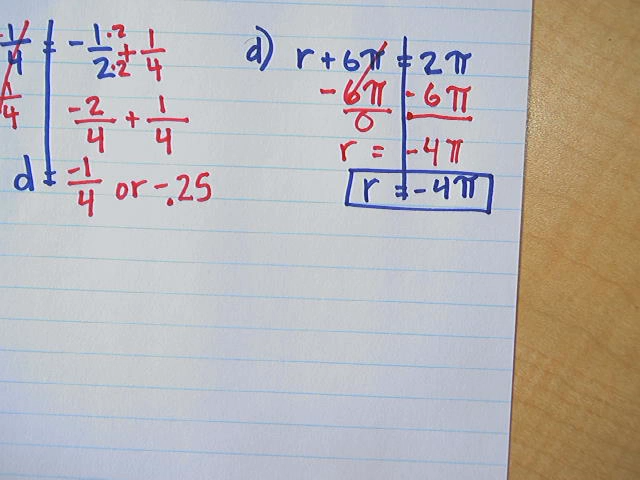 -1/4 = -1·2/2·2 + 1/4
1/4
-2/4 + 1/4
d = -1/4 or -.25
d) r + 6π = 2π
- 6π - 6π
0
r = -4π
r = -4π